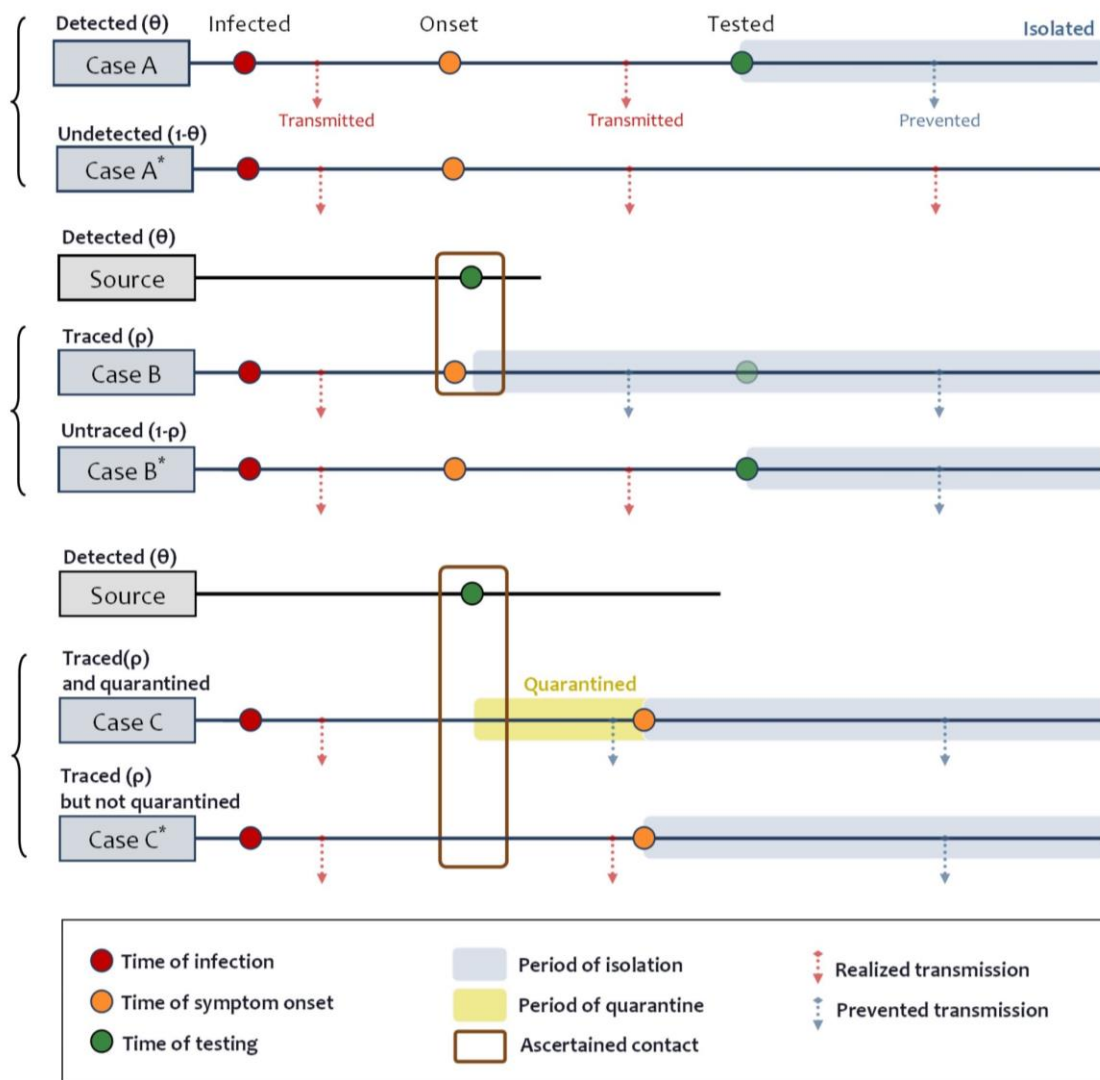 Detected (θ)
Infected
Onset
Tested
Isolated
Case A
Transmitted
Transmitted
Prevented
Undetected (1-θ)
Case A*
Detected (θ)
Source
Traced (ρ)
Case B
Untraced (1-ρ)
Case B*
Detected (θ)
Source
Traced(ρ)
and quarantined
Quarantined
Case C
Traced (ρ)
but not quarantined
Case C*
Time of infection
Time of symptom onset
Time of testing
Period of isolation
Period of quarantine
Ascertained contact
Realized transmission
Prevented transmission